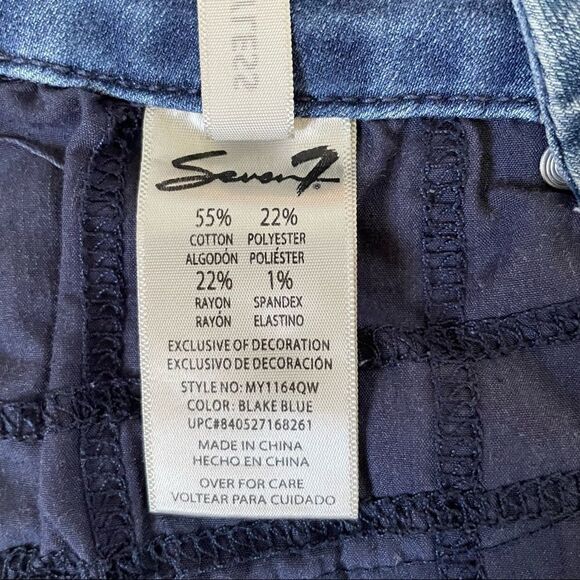 Seven7
55% 22%
COTTON POLYESTER
ALGODÓN POLIÉSTER
22% 1%
RAYON SPANDEX
RAYÓN ELASTINO
EXCLUSIVE OF DECORATION
EXCLUSIVO DE DECORACIÓN
STYLE NO: MY1164QW
COLOR: BLAKE BLUE
UPC#840527168261
MADE IN CHINA
HECHO EN CHINA
OVER FOR CARE
VOLTEAR PARA CUIDADO